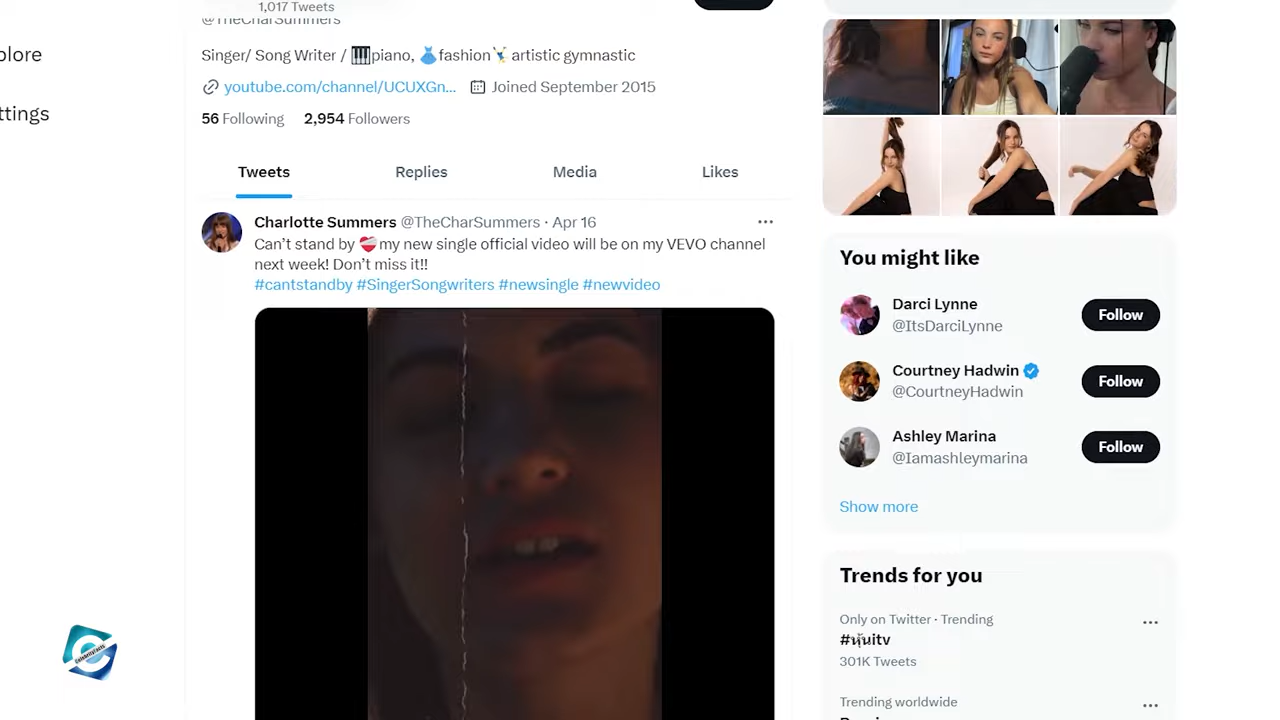 1,017 Tweets
@TheCharSummers
plore
ttings
Singer/ Song Writer / 🎹piano, 👗fashion🤸artistic gymnastic
youtube.com/channel/UCUXGn... Joined September 2015
56 Following 2,954 Followers
Tweets Replies Media Likes
Charlotte Summers @TheCharSummers · Apr 16
Can't stand by ❤️‍🩹 my new single official video will be on my VEVO channel
next week! Don't miss it!!
#cantstandby #SingerSongwriters #newsingle #newvideo
You might like
Darci Lynne
@ItsDarciLynne
Follow
Courtney Hadwin
@CourtneyHadwin
Follow
Ashley Marina
@Iamashleymarina
Follow
Show more
Trends for you
Only on Twitter · Trending
#หุ้นitv
301K Tweets
Trending worldwide